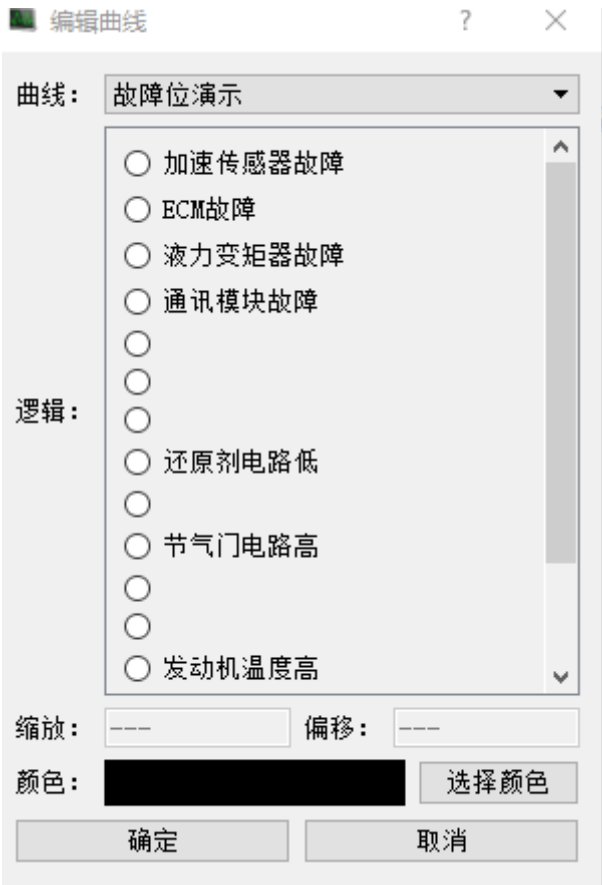 编辑曲线 ?
曲线: 故障位演示
加速传感器故障
ECM故障
液力变矩器故障
通讯模块故障
逻辑:
还原剂电路低
节气门电路高
发动机温度高
缩放: --- 偏移: ---
颜色: 选择颜色
确定 取消